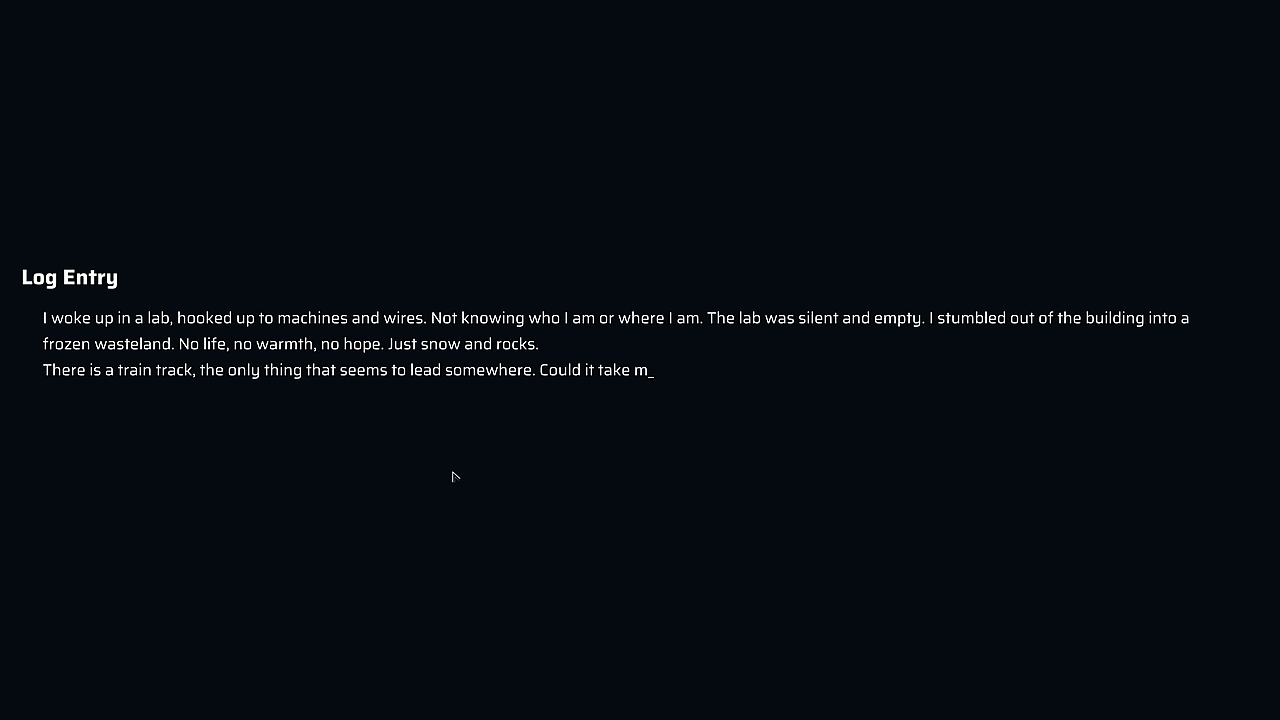 Log Entry
I woke up in a lab, hooked up to machines and wires. Not knowing who I am or where I am. The lab was silent and empty. I stumbled out of the building into a
frozen wasteland. No life, no warmth, no hope. Just snow and rocks.
There is a train track, the only thing that seems to lead somewhere. Could it take m_